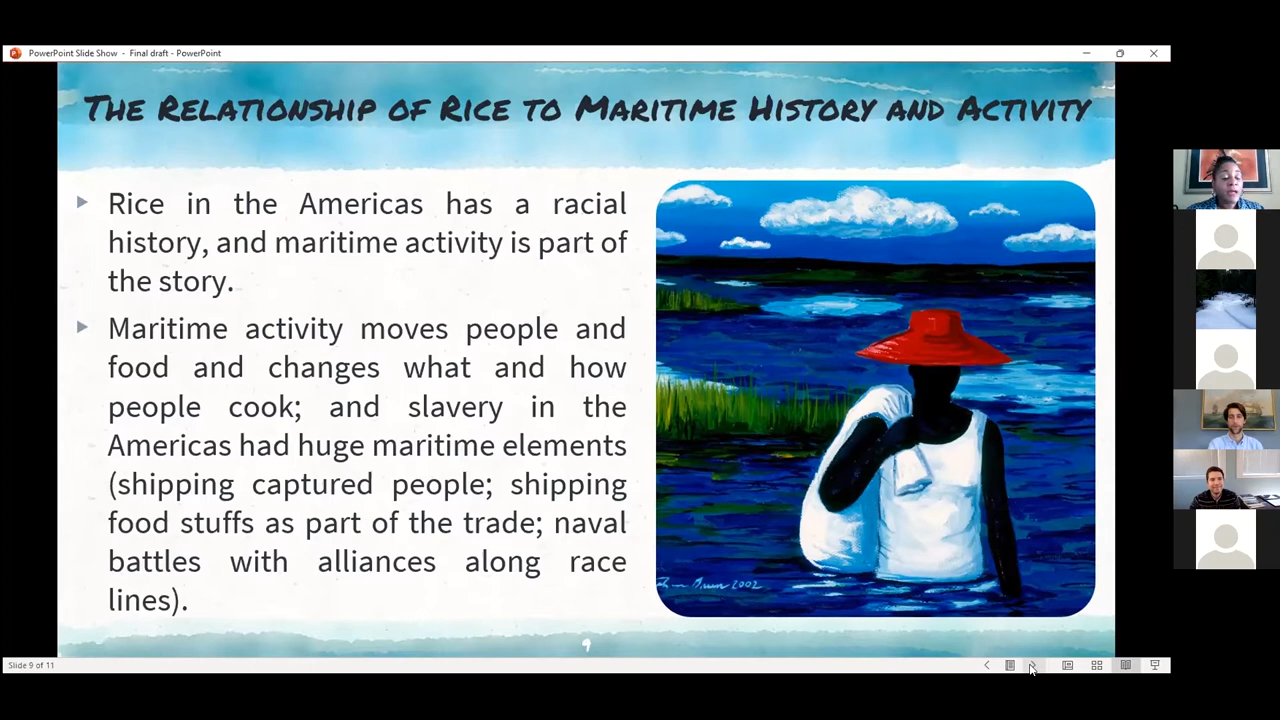 PowerPoint Slide Show - Final draft - PowerPoint
The Relationship of Rice to Maritime History and Activity
Rice in the Americas has a racial
history, and maritime activity is part of
the story.
Maritime activity moves people and
food and changes what and how
people cook; and slavery in the
Americas had huge maritime elements
(shipping captured people; shipping
food stuffs as part of the trade; naval
battles with alliances along race
lines).
2002
9
Slide 9 of 11